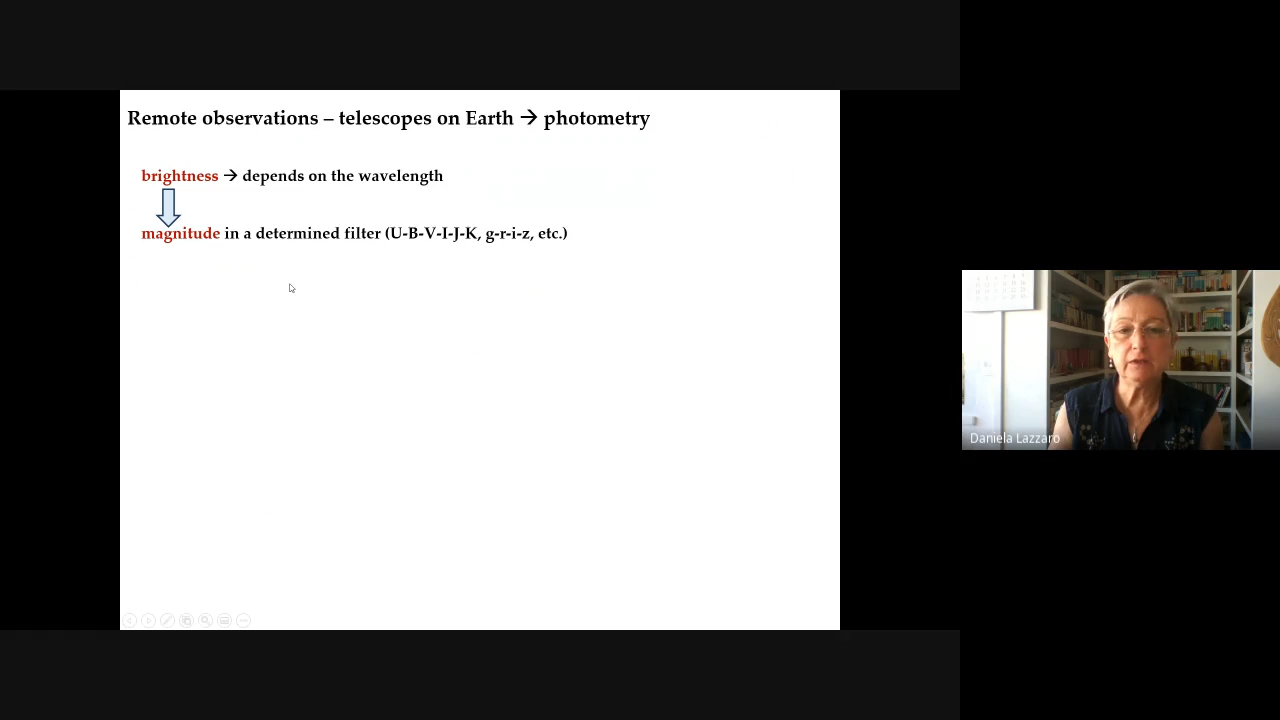 Remote observations – telescopes on Earth → photometry
brightness → depends on the wavelength
magnitude in a determined filter (U-B-V-I-J-K, g-r-i-z, etc.)
Daniela Lazzaro